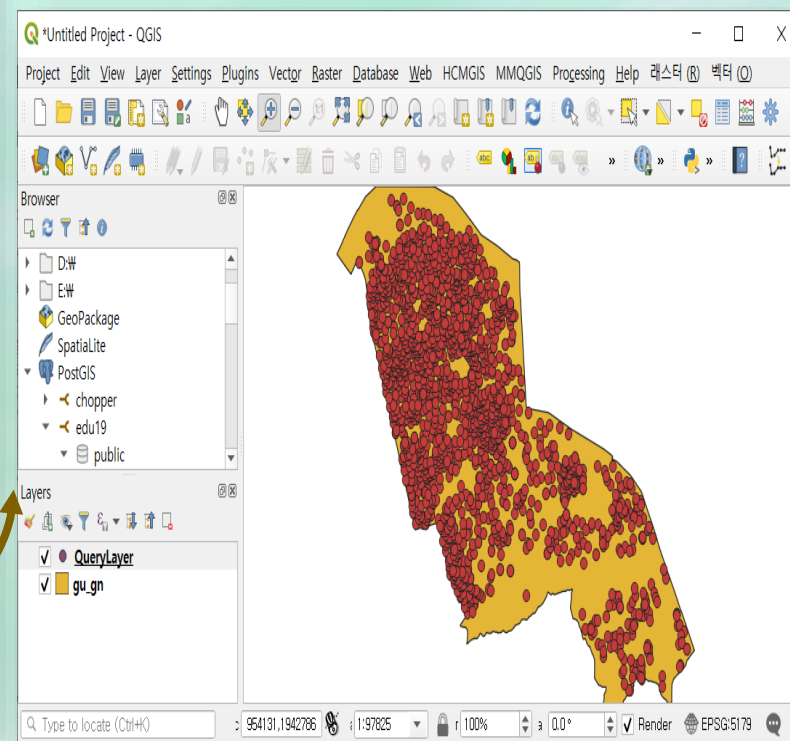 *Untitled Project - QGIS
Project Edit View Layer Settings Plugins Vector Raster Database Web HCMGIS MMQGIS Processing Help 래스터 (R) 벡터 (O)
Browser
D:₩
E:₩
GeoPackage
SpatiaLite
PostGIS
chopper
edu19
public
Layers
QueryLayer
gu_gn
Type to locate (Ctrl+K) 954131,1942786 1:97825 100% 0.0° Render EPSG:5179